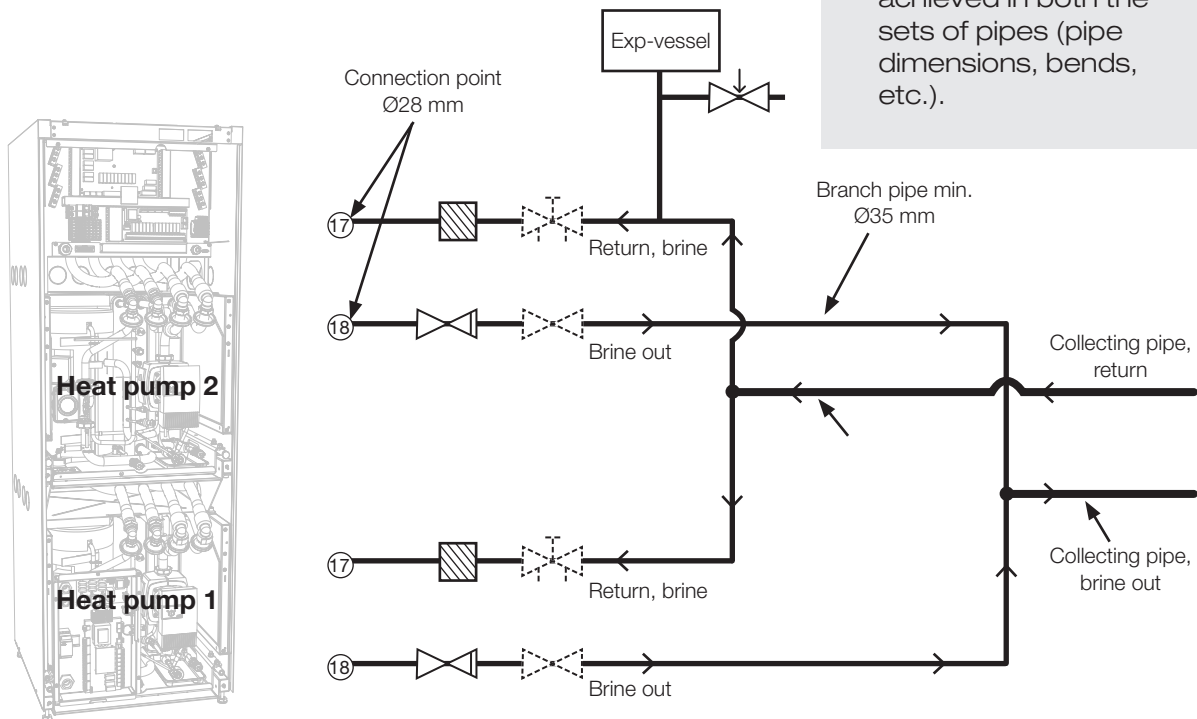 achieved in both the
sets of pipes (pipe
dimensions, bends,
etc.).
Exp-vessel
Connection point
Ø28 mm
Branch pipe min.
Ø35 mm
17
Return, brine
18
Brine out
Collecting pipe,
return
Heat pump 2
17
Return, brine
Collecting pipe,
brine out
Heat pump 1
18
Brine out